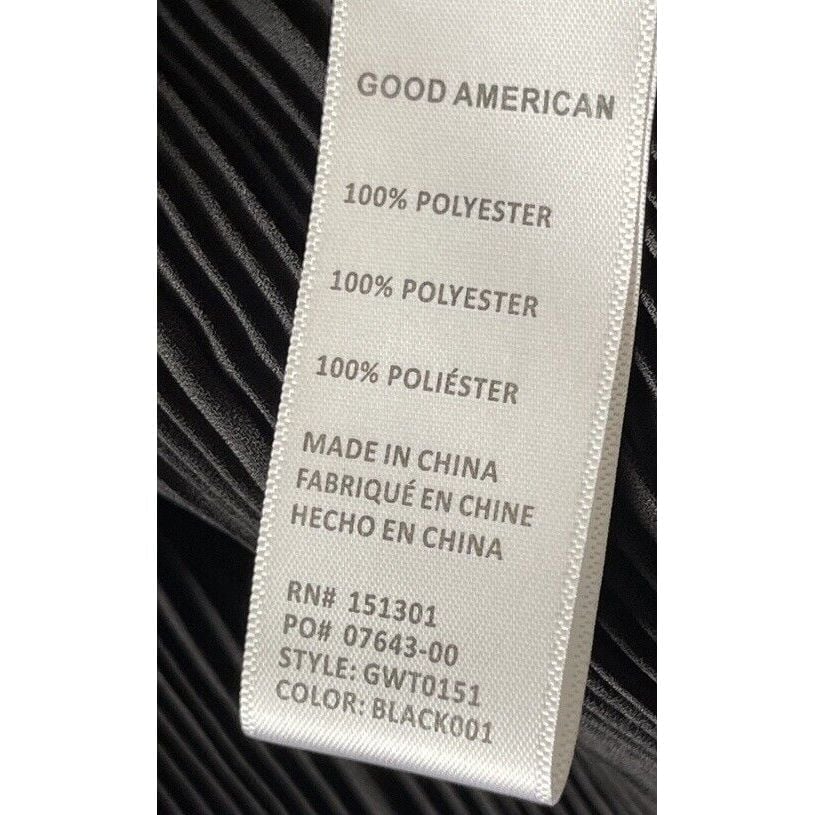 GOOD AMERICAN
100% POLYESTER
100% POLYESTER
100% POLIÉSTER
MADE IN CHINA
FABRIQUÉ EN CHINE
HECHO EN CHINA
RN# 151301
PO# 07643-00
STYLE: GWT0151
COLOR: BLACK001